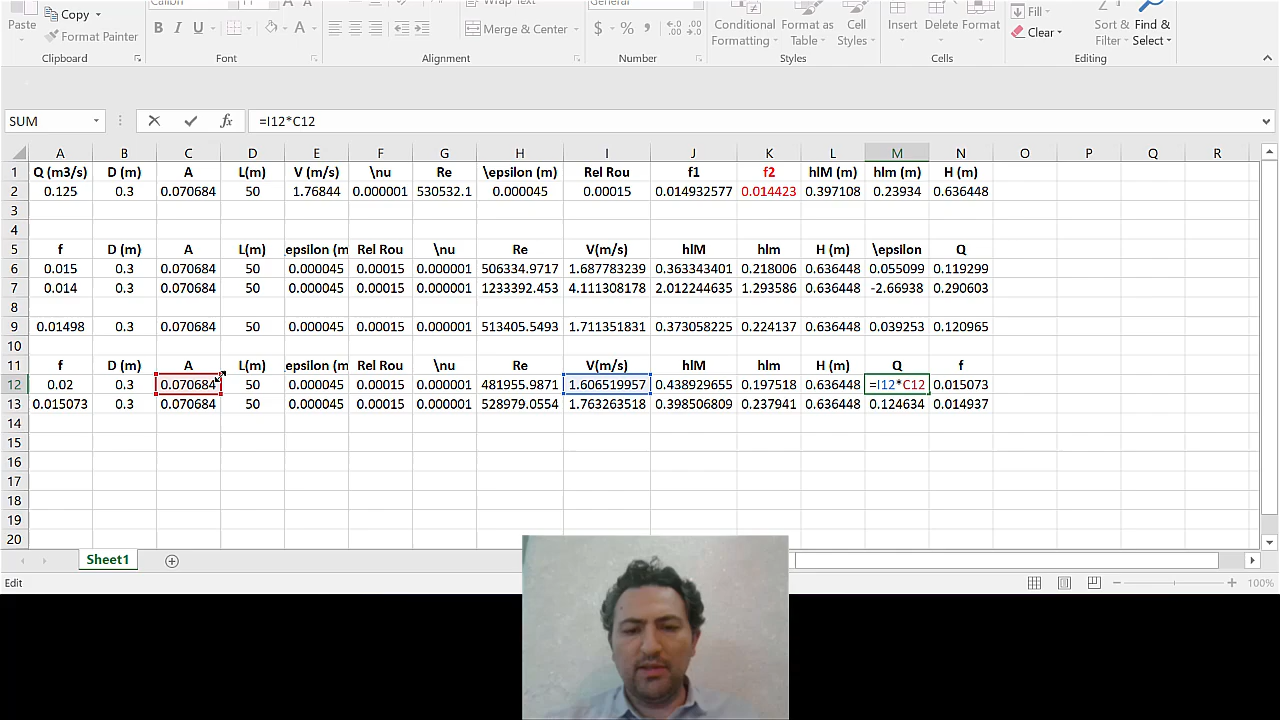 Calibri
General
Wrap Text
Paste
Copy
Format Painter
B I U
A
Merge & Center
$ % ,
Conditional Formatting
Format as Table
Cell Styles
Insert
Delete
Format
Fill
Clear
Sort & Filter
Find & Select
Clipboard
Font
Alignment
Number
Styles
Cells
Editing
SUM
fx
=I12*C12
A B C D E F G H I J K L M N O P Q R
1 Q (m3/s) D (m) A L(m) V (m/s) \nu Re \epsilon (m) Rel Rou f1 f2 hlM (m) hlm (m) H (m)
2 0.125 0.3 0.070684 50 1.76844 0.000001 530532.1 0.000045 0.00015 0.014932577 0.014423 0.397108 0.23934 0.636448
3
4
5 f D (m) A L(m) epsilon (m Rel Rou \nu Re V(m/s) hlM hlm H (m) \epsilon Q
6 0.015 0.3 0.070684 50 0.000045 0.00015 0.000001 506334.9717 1.687783239 0.363343401 0.218006 0.636448 0.055099 0.119299
7 0.014 0.3 0.070684 50 0.000045 0.00015 0.000001 1233392.453 4.111308178 2.012244635 1.293586 0.636448 -2.66938 0.290603
8
9 0.01498 0.3 0.070684 50 0.000045 0.00015 0.000001 513405.5493 1.711351831 0.373058225 0.224137 0.636448 0.039253 0.120965
10
11 f D (m) A L(m) epsilon (m Rel Rou \nu Re V(m/s) hlM hlm H (m) Q f
12 0.02 0.3 0.070684 50 0.000045 0.00015 0.000001 481955.9871 1.606519957 0.438929655 0.197518 0.636448 =I12*C12 0.015073
13 0.015073 0.3 0.070684 50 0.000045 0.00015 0.000001 528979.0554 1.763263518 0.398506809 0.237941 0.636448 0.124634 0.014937
14
15
16
17
18
19
20
Sheet1
Edit
100%